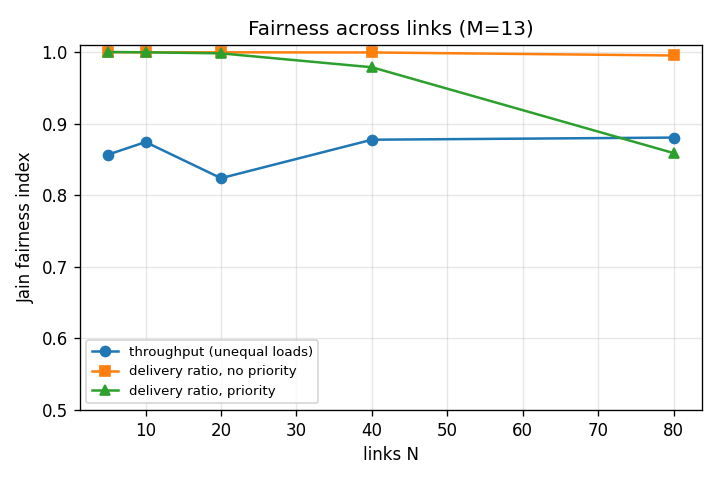 Fairness across links (M=13)
Jain fairness index
1.0
0.9
0.8
0.7
0.6
0.5
throughput (unequal loads)
delivery ratio, no priority
delivery ratio, priority
10 20 30 40 50 60 70 80
links N